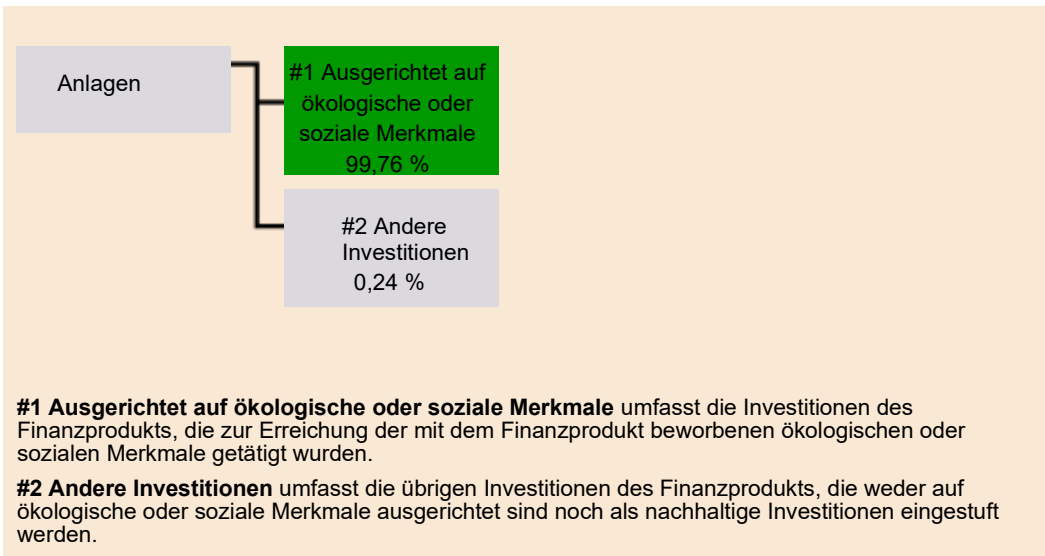 Anlagen
#1 Ausgerichtet auf
ökologische oder
soziale Merkmale
99,76 %
#2 Andere
Investitionen
0,24 %
#1 Ausgerichtet auf ökologische oder soziale Merkmale umfasst die Investitionen des
Finanzprodukts, die zur Erreichung der mit dem Finanzprodukt beworbenen ökologischen oder
sozialen Merkmale getätigt wurden.
#2 Andere Investitionen umfasst die übrigen Investitionen des Finanzprodukts, die weder auf
ökologische oder soziale Merkmale ausgerichtet sind noch als nachhaltige Investitionen eingestuft
werden.